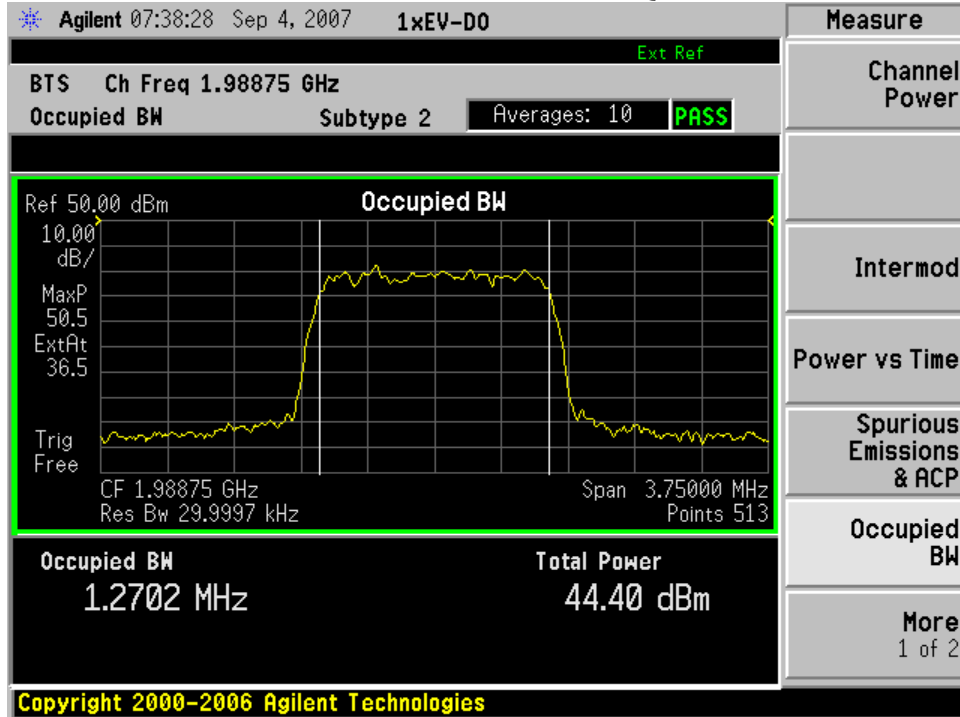 Agilent 07:38:28 Sep 4, 2007 1xEV-DO
Measure
Ext Ref
BTS Ch Freq 1.98875 GHz
Occupied BW Subtype 2 Averages: 10 PASS
Channel
Power
Ref 50.00 dBm Occupied BW
10.00
dB/
MaxP
50.5
ExtAt
36.5
Trig
Free
CF 1.98875 GHz Span 3.75000 MHz
Res Bw 29.9997 kHz Points 513
Intermod
Power vs Time
Spurious
Emissions
& ACP
Occupied
BW
Occupied BW Total Power
1.2702 MHz 44.40 dBm
More
1 of 2
Copyright 2000-2006 Agilent Technologies